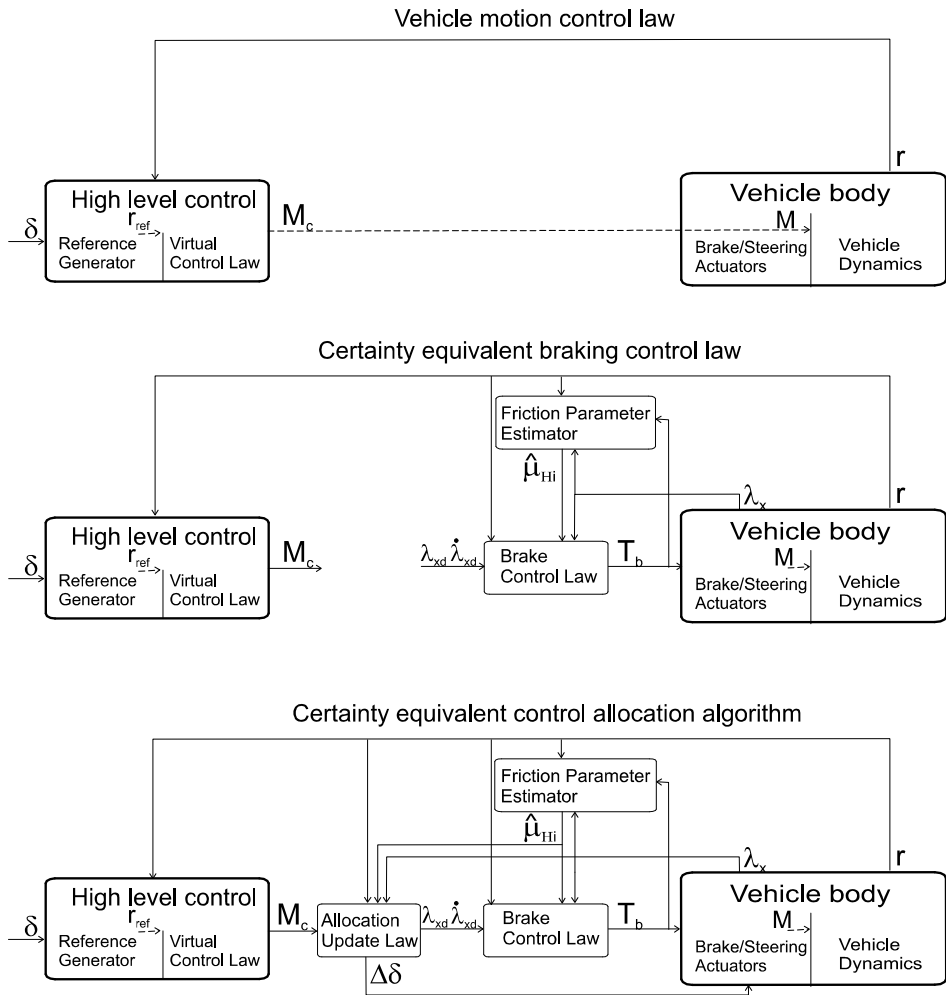 Vehicle motion control law
r
High level control
Vehicle body
δ
r_ref
M_c
M
Reference Generator
Virtual Control Law
Brake/Steering Actuators
Vehicle Dynamics
Certainty equivalent braking control law
Friction Parameter Estimator
μ̂_Hi
λ_x
r
High level control
Vehicle body
δ
r_ref
M_c
λ_xd λ̇_xd
Brake Control Law
T_b
M
Reference Generator
Virtual Control Law
Brake/Steering Actuators
Vehicle Dynamics
Certainty equivalent control allocation algorithm
Friction Parameter Estimator
μ̂_Hi
λ_x
r
High level control
Vehicle body
δ
r_ref
M_c
Allocation Update Law
λ_xd λ̇_xd
Brake Control Law
T_b
M
Reference Generator
Virtual Control Law
Brake/Steering Actuators
Vehicle Dynamics
Δδ